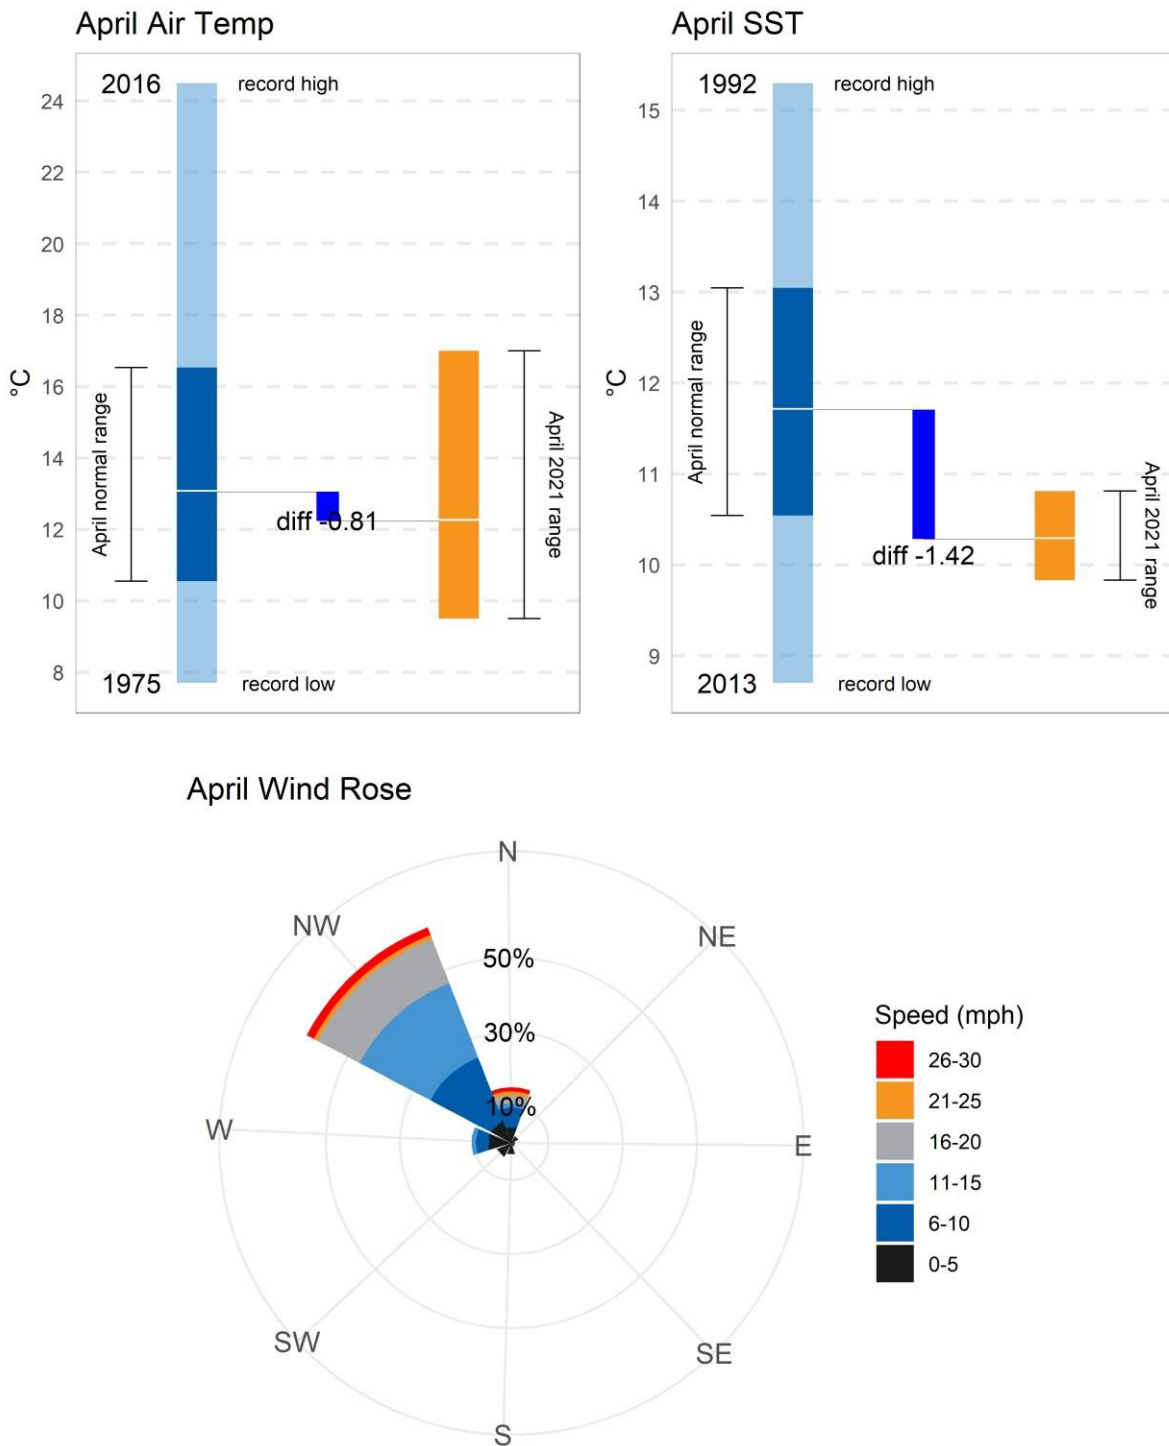 April Air Temp
°C
24
22
20
18
16
14
12
10
8
2016
record high
April normal range
diff -0.81
April 2021 range
1975
record low
April SST
°C
15
14
13
12
11
10
9
1992
record high
April normal range
diff -1.42
April 2021 range
2013
record low
April Wind Rose
N
NW
NE
50%
30%
10%
W
E
SW
SE
S
Speed (mph)
26-30
21-25
16-20
11-15
6-10
0-5